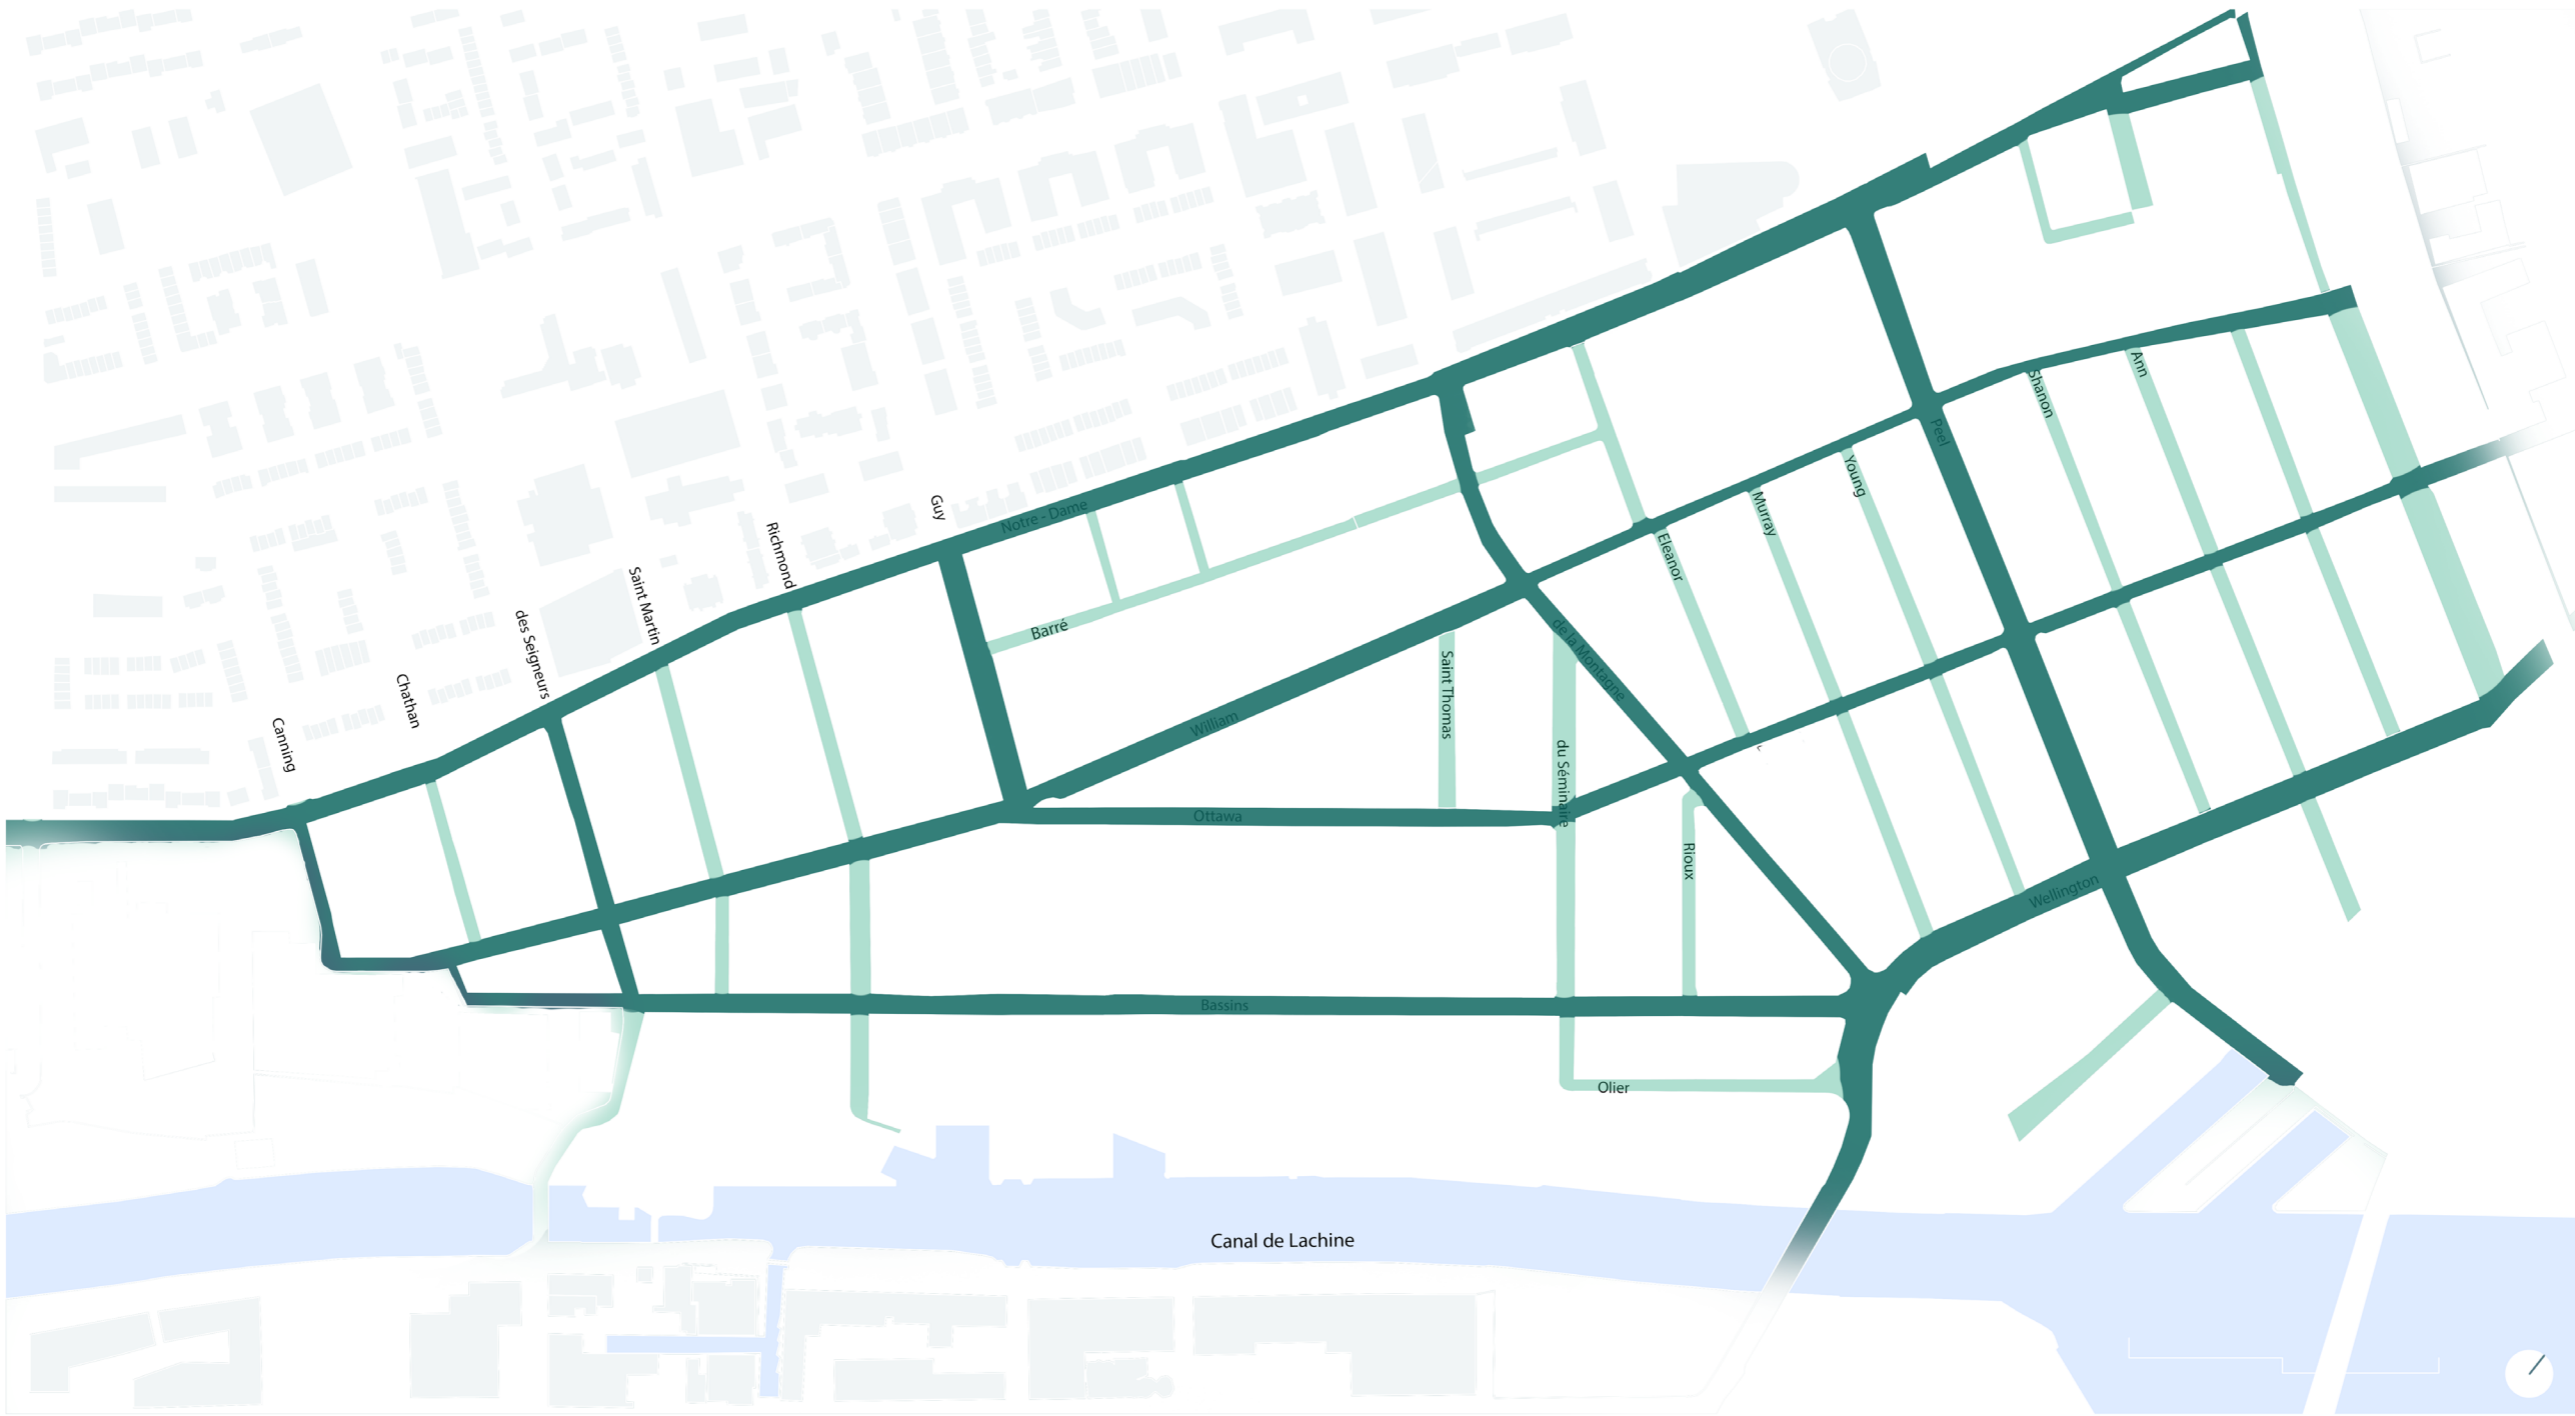 Ann
Shanon
Peel
Young
Murray
Guy
Notre - Dame
Richmond
Eleanor
Saint Martin
Barré
des Seigneurs
de la Montagne
Saint Thomas
Chathan
William
Canning
du Séminaire
Ottawa
Rioux
Wellington
Bassins
Olier
Canal de Lachine